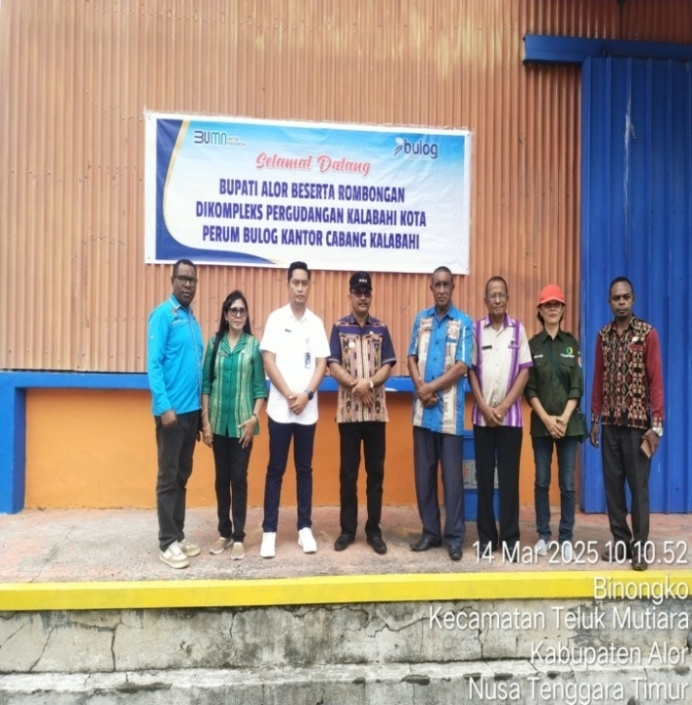 BUMN
bulog
Selamat Datang
BUPATI ALOR BESERTA ROMBONGAN
DIKOMPLEKS PERGUDANGAN KALABAHI KOTA
PERUM BULOG KANTOR CABANG KALABAHI
14 Mar 2025 10.10.52
Binongko
Kecamatan Teluk Mutiara
Kabupaten Alor
Nusa Tenggara Timur